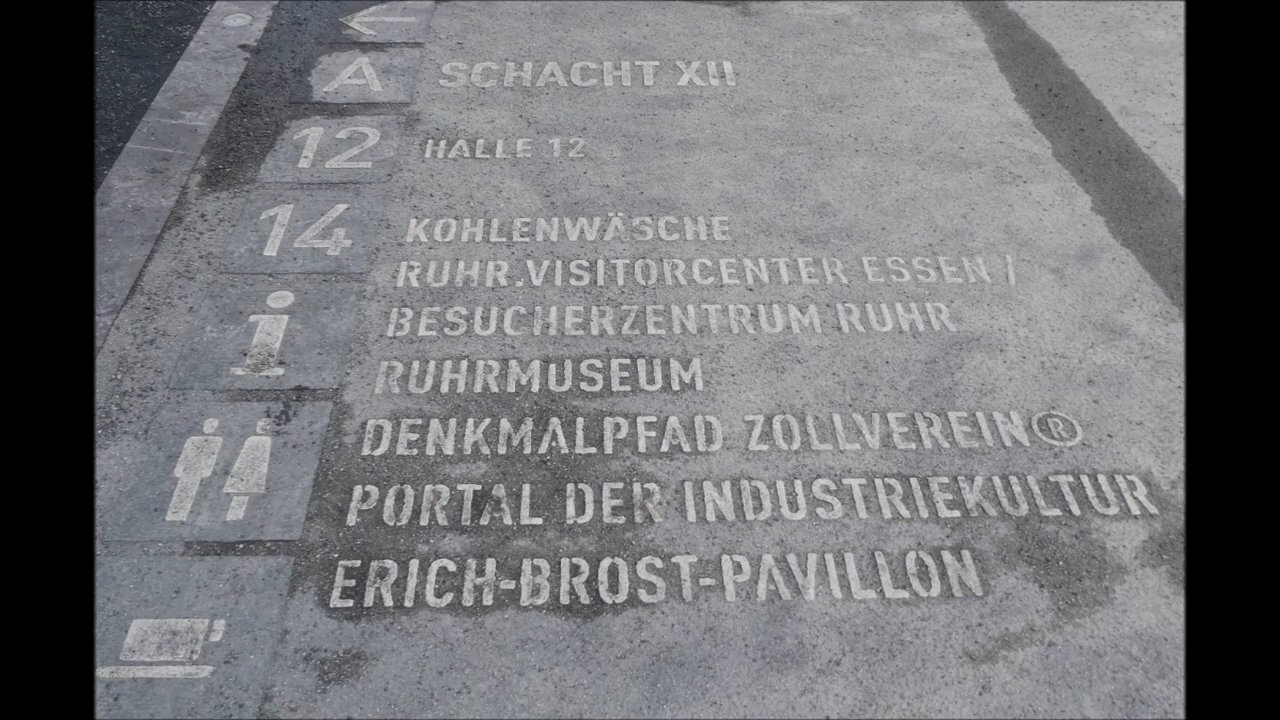 A SCHACHT XII
12 HALLE 12
14 KOHLENWÄSCHE
RUHR.VISITORCENTER ESSEN /
i BESUCHERZENTRUM RUHR
RUHRMUSEUM
DENKMALPFAD ZOLLVEREIN®
PORTAL DER INDUSTRIEKULTUR
ERICH-BROST-PAVILLON